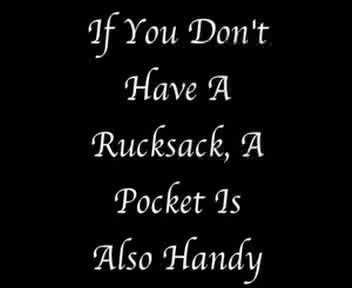 If You Don't
Have A
Rucksack, A
Pocket Is
Also Handy